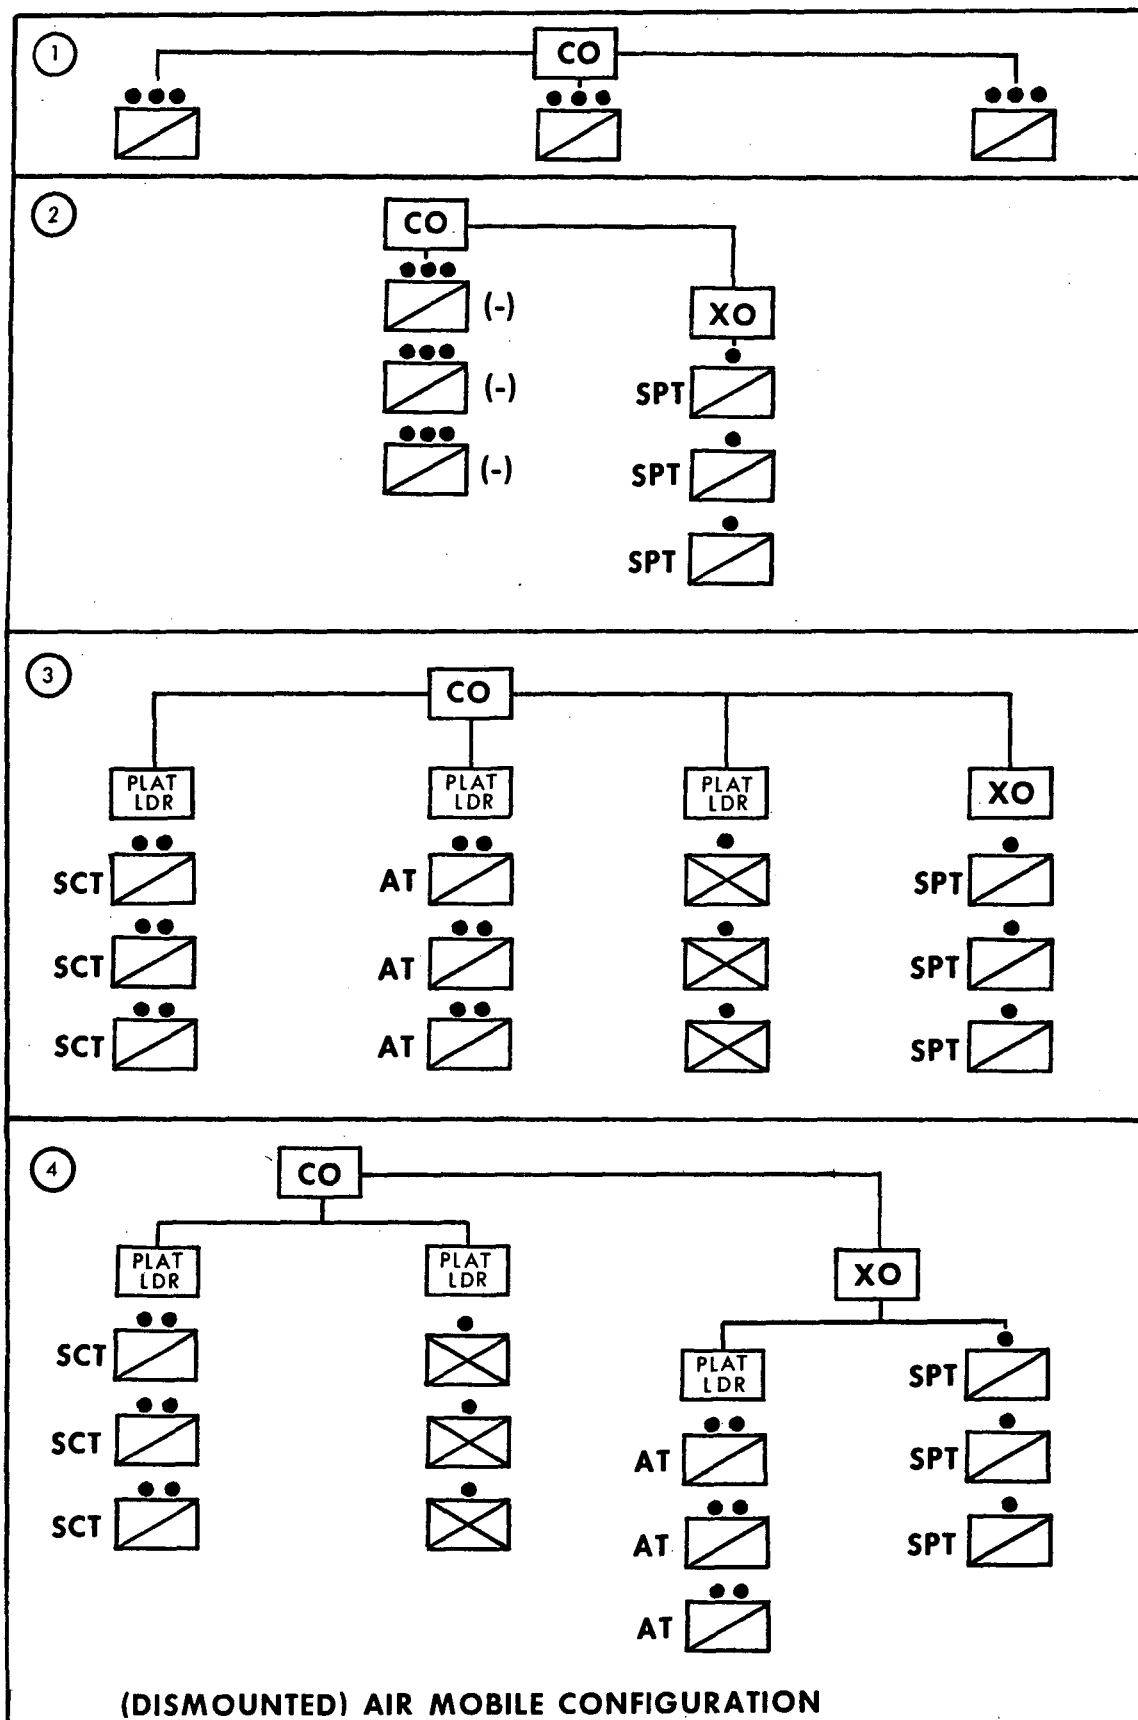 1
CO
2
CO
(-)
XO
(-)
SPT
(-)
SPT
SPT
3
CO
PLAT
LDR
PLAT
LDR
PLAT
LDR
XO
SCT
AT
SPT
SCT
AT
SPT
SCT
AT
SPT
4
CO
PLAT
LDR
PLAT
LDR
XO
SCT
PLAT
LDR
SPT
SCT
AT
SPT
SCT
AT
SPT
AT
(DISMOUNTED) AIR MOBILE CONFIGURATION